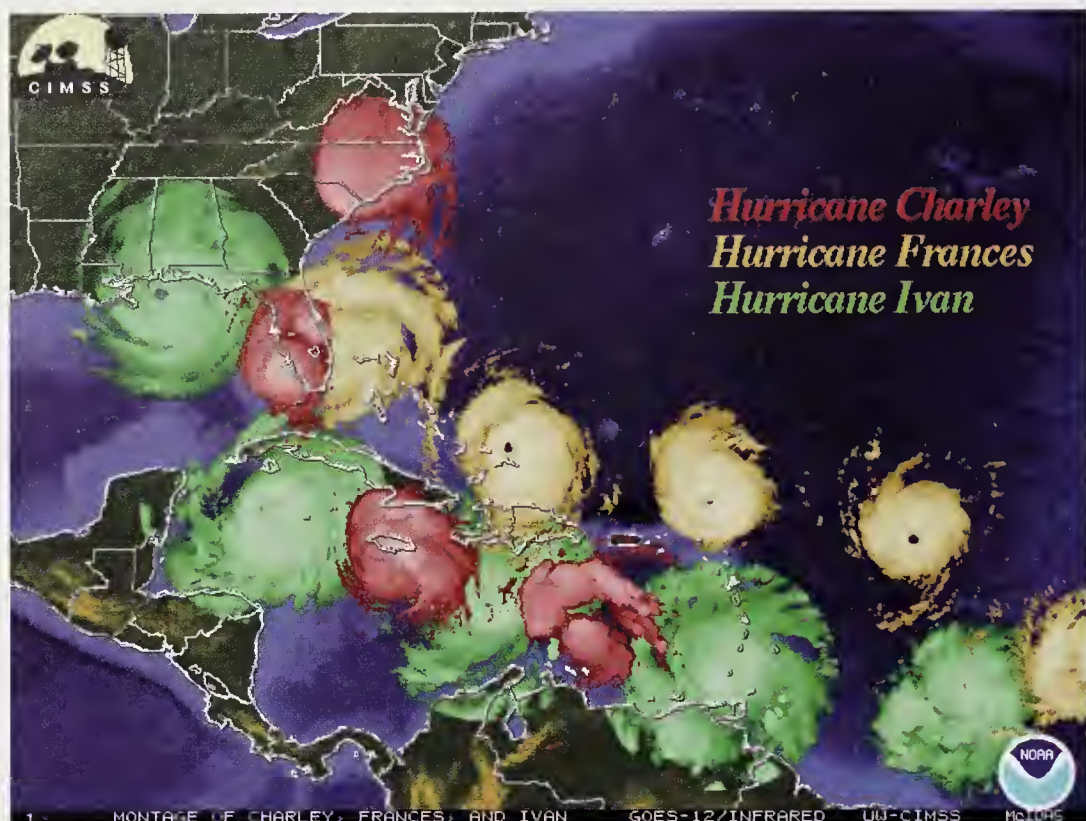 CIMSS
Hurricane Charley
Hurricane Frances
Hurricane Ivan
NOAA
1 MONTAGE OF CHARLEY, FRANCES, AND IVAN GOES-12/INFRARED UW-CIMSS McIDAS